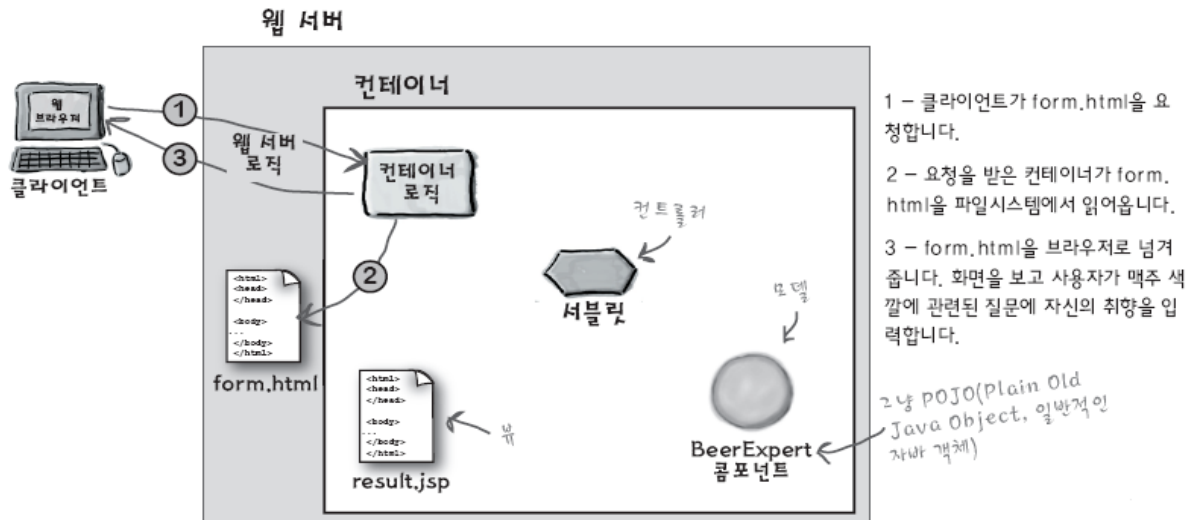 웹 서버
컨테이너
웹
브라우저
클라이언트
1
3
웹 서버
로직
컨테이너
로직
2
<html>
<head>
</head>
<body>
...
</body>
</html>
form.html
<html>
<head>
</head>
<body>
...
</body>
</html>
result.jsp
뷰
컨트롤러
서블릿
모델
BeerExpert
콤포넌트
그냥 POJO(Plain Old
Java Object, 일반적인
자바 객체)
1 – 클라이언트가 form.html을 요
청합니다.
2 – 요청을 받은 컨테이너가 form.
html을 파일시스템에서 읽어옵니다.
3 – form.html을 브라우저로 넘겨
줍니다. 화면을 보고 사용자가 맥주 색
깔에 관련된 질문에 자신의 취향을 입
력합니다.